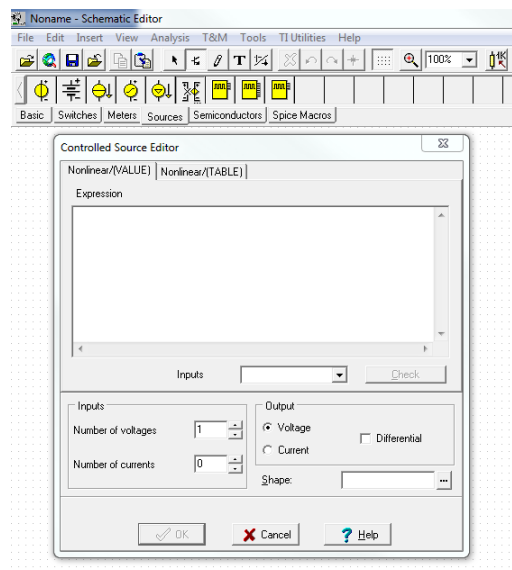 Noname - Schematic Editor
File Edit Insert View Analysis T&M Tools TI Utilities Help
T 100% 1K
Basic Switches Meters Sources Semiconductors Spice Macros
Controlled Source Editor
Nonlinear/(VALUE) Nonlinear/(TABLE)
Expression
Inputs Check
Inputs Output
Number of voltages 1 Voltage
Differential
Current
Number of currents 0
Shape: ...
OK Cancel ? Help